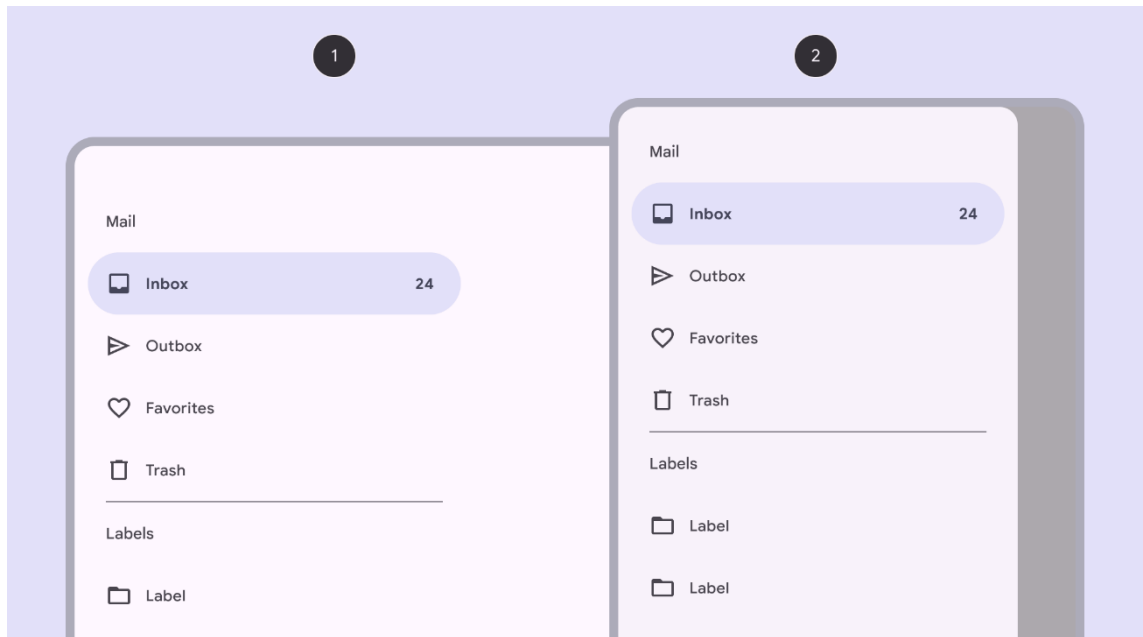 1
Mail
Inbox 24
Outbox
Favorites
Trash
Labels
Label
2
Mail
Inbox 24
Outbox
Favorites
Trash
Labels
Label
Label